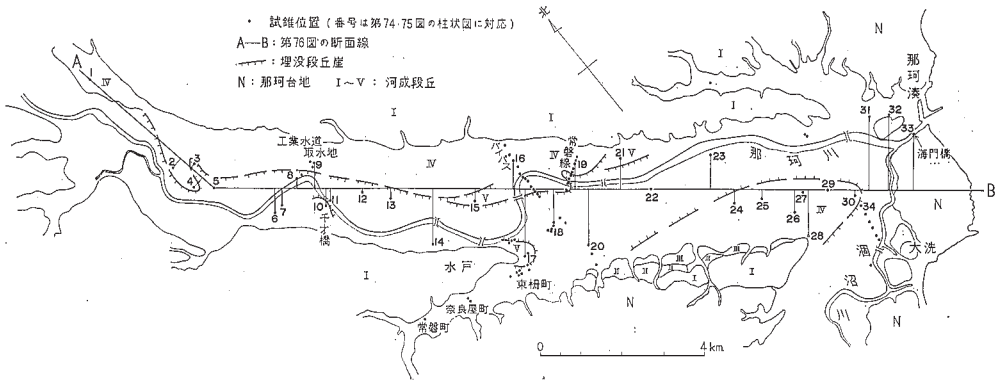 • 試錐位置(番号は第74・75図の柱状図に対応)
A—B:第76図の断面線
埋没段丘崖
N:那珂台地 I~V:河成段丘
北
N
那珂湊
A
1
IV
I
I
I
I
I
31
32
33
海門橋
工業水道
取水地
バイパス
常磐線
IV
IV
16
19
21
V
23
那珂川
2
3
4
5
8
9
6
7
10
11
12
13
15
V
22
24
25
26
27
29
30
34
IV
28
B
N
千才橋
14
18
20
17
V
水戸
東柵町
奈良屋町
常磐町
I
II
II
II
III
III
I
I
N
涸沼川
大洗
N
0
4km